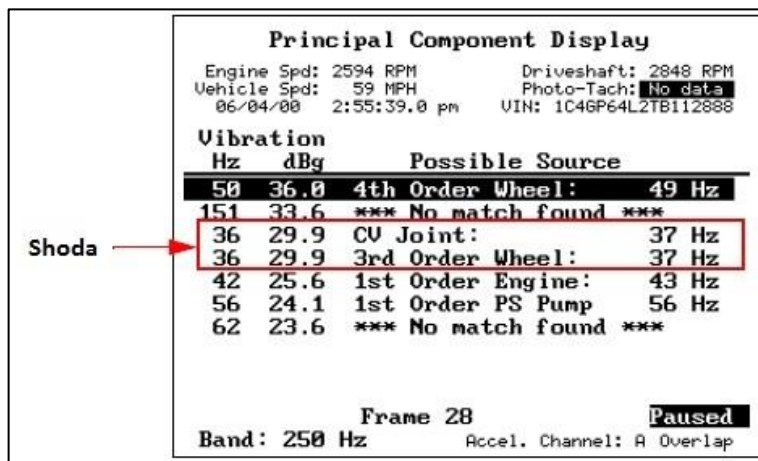 Principal Component Display
Engine Spd: 2594 RPM Driveshaft: 2848 RPM
Vehicle Spd: 59 MPH Photo-Tach: No data
06/04/00 2:55:39.0 pm VIN: 1C4GP64L2TB112888
Vibration
Hz dBg Possible Source
50 36.0 4th Order Wheel: 49 Hz
151 33.6 *** No match found ***
36 29.9 CV Joint: 37 Hz
Shoda
36 29.9 3rd Order Wheel: 37 Hz
42 25.6 1st Order Engine: 43 Hz
56 24.1 1st Order PS Pump 56 Hz
62 23.6 *** No match found ***
Frame 28 Paused
Band: 250 Hz Accel. Channel: A Overlap